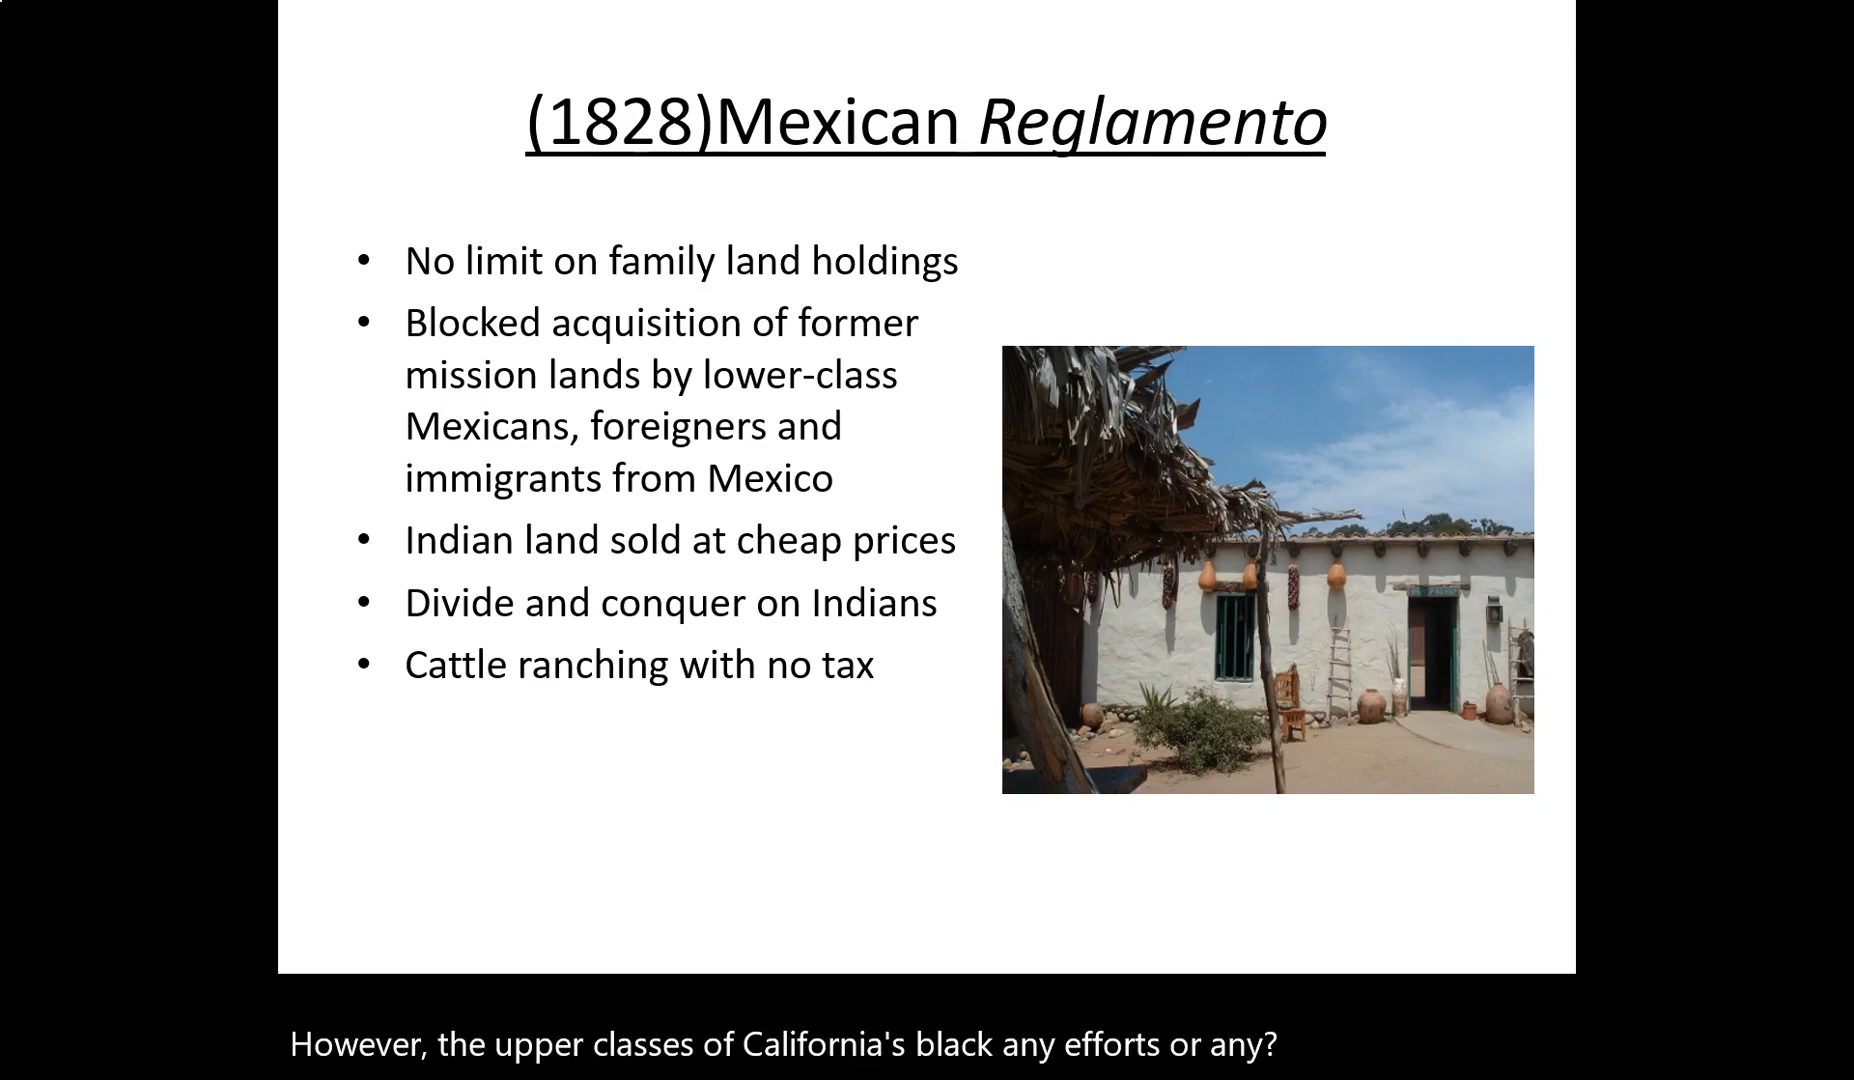 (1828)Mexican Reglamento
• No limit on family land holdings
• Blocked acquisition of former
mission lands by lower-class
Mexicans, foreigners and
immigrants from Mexico
• Indian land sold at cheap prices
• Divide and conquer on Indians
• Cattle ranching with no tax
However, the upper classes of California's black any efforts or any?